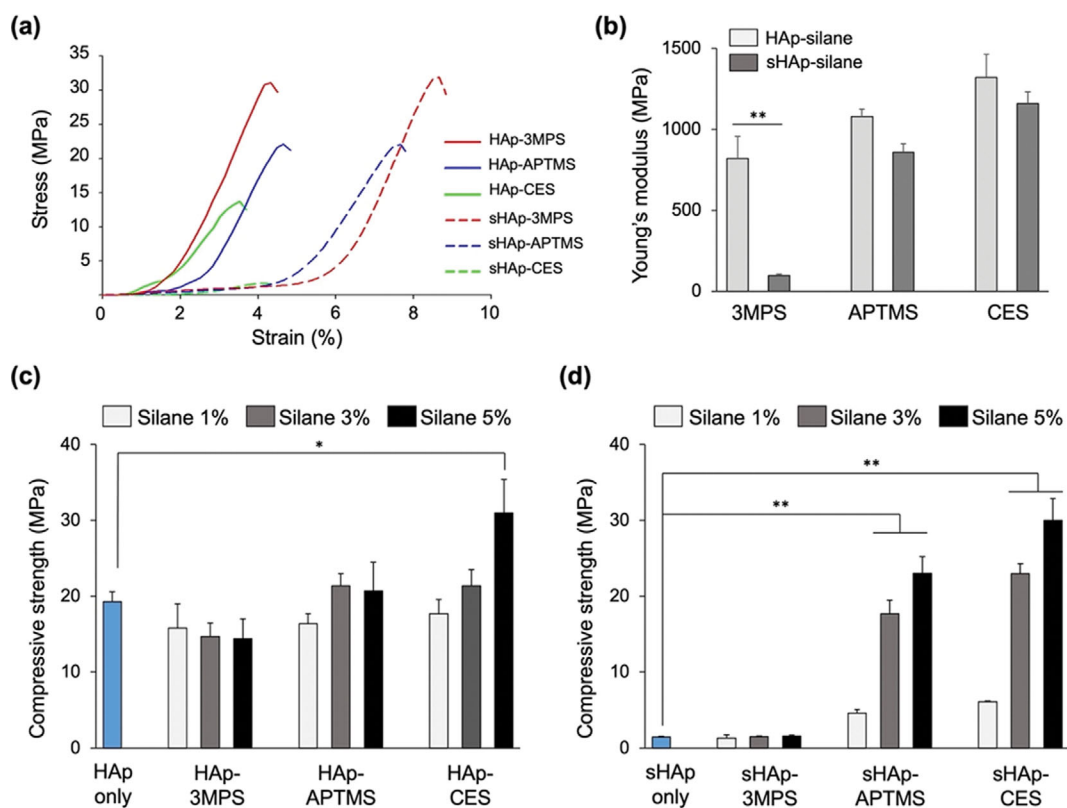 (a)
35
30
25
20
15
10
5
0
2
4
6
8
10
Stress (MPa)
Strain (%)
HAp-3MPS
HAp-APTMS
HAp-CES
sHAp-3MPS
sHAp-APTMS
sHAp-CES
(b)
HAp-silane
sHAp-silane
1500
1000
500
0
Young's modulus (MPa)
**
3MPS
APTMS
CES
(c)
Silane 1%
Silane 3%
Silane 5%
40
30
20
10
0
Compressive strength (MPa)
*
HAp
only
HAp-
3MPS
HAp-
APTMS
HAp-
CES
(d)
Silane 1%
Silane 3%
Silane 5%
40
30
20
10
0
Compressive strength (MPa)
**
**
sHAp
only
sHAp-
3MPS
sHAp-
APTMS
sHAp-
CES